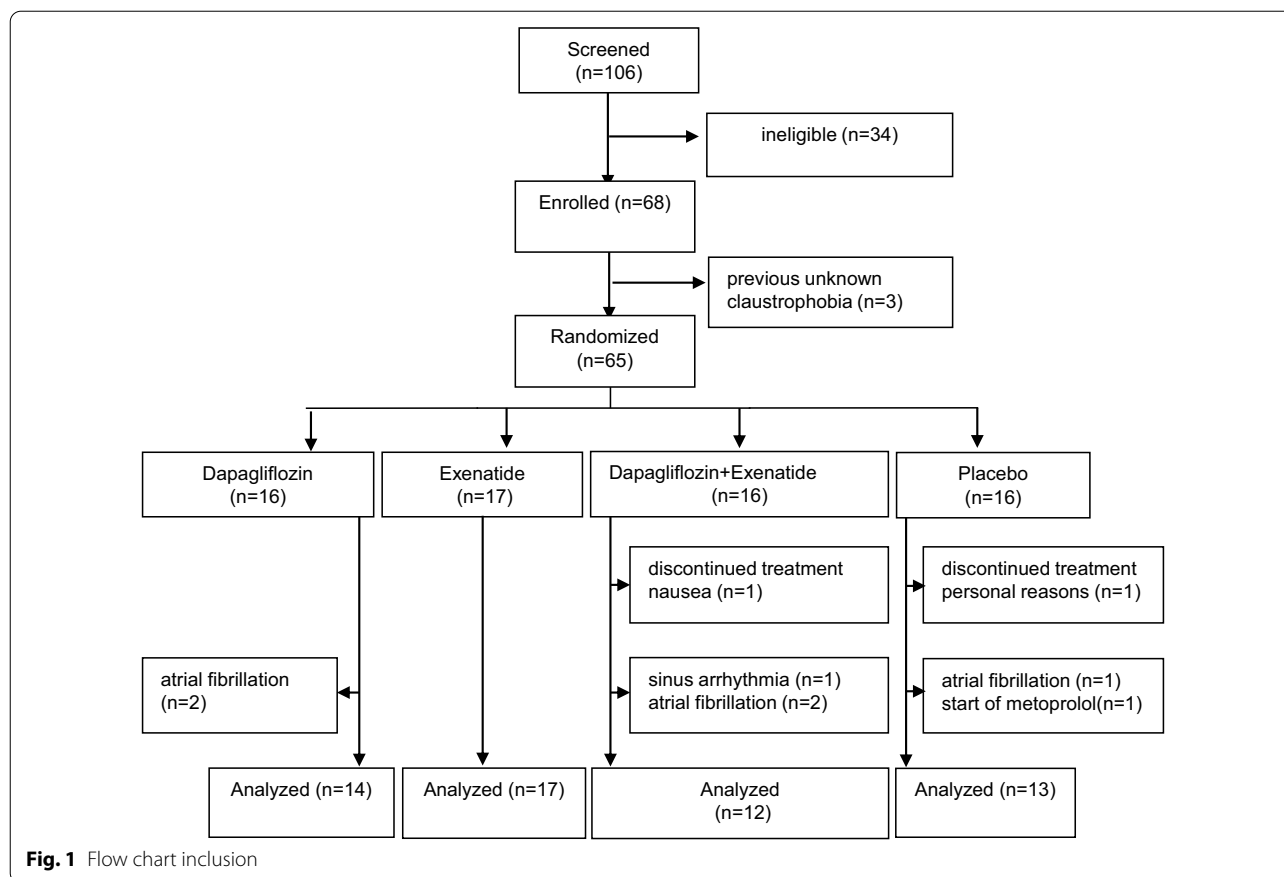 Screened
(n=106)
ineligible (n=34)
Enrolled (n=68)
previous unknown
claustrophobia (n=3)
Randomized
(n=65)
Dapagliflozin
(n=16)
Exenatide
(n=17)
Dapagliflozin+Exenatide
(n=16)
Placebo
(n=16)
discontinued treatment
nausea (n=1)
discontinued treatment
personal reasons (n=1)
atrial fibrillation
(n=2)
sinus arrhythmia (n=1)
atrial fibrillation (n=2)
atrial fibrillation (n=1)
start of metoprolol(n=1)
Analyzed (n=14)
Analyzed (n=17)
Analyzed
(n=12)
Analyzed (n=13)
Fig. 1 Flow chart inclusion